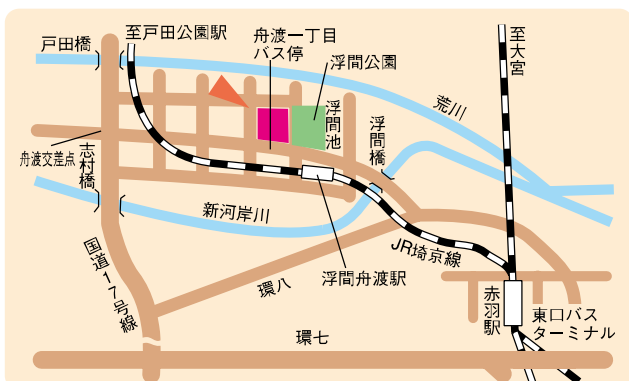 至戸田公園駅
戸田橋
舟渡一丁目
バス停
浮間公園
至大宮
荒川
浮間池
浮間橋
舟渡交差点
志村橋
新河岸川
国道17号線
環八
浮間舟渡駅
JR埼京線
赤羽駅
東口バス
ターミナル
環七